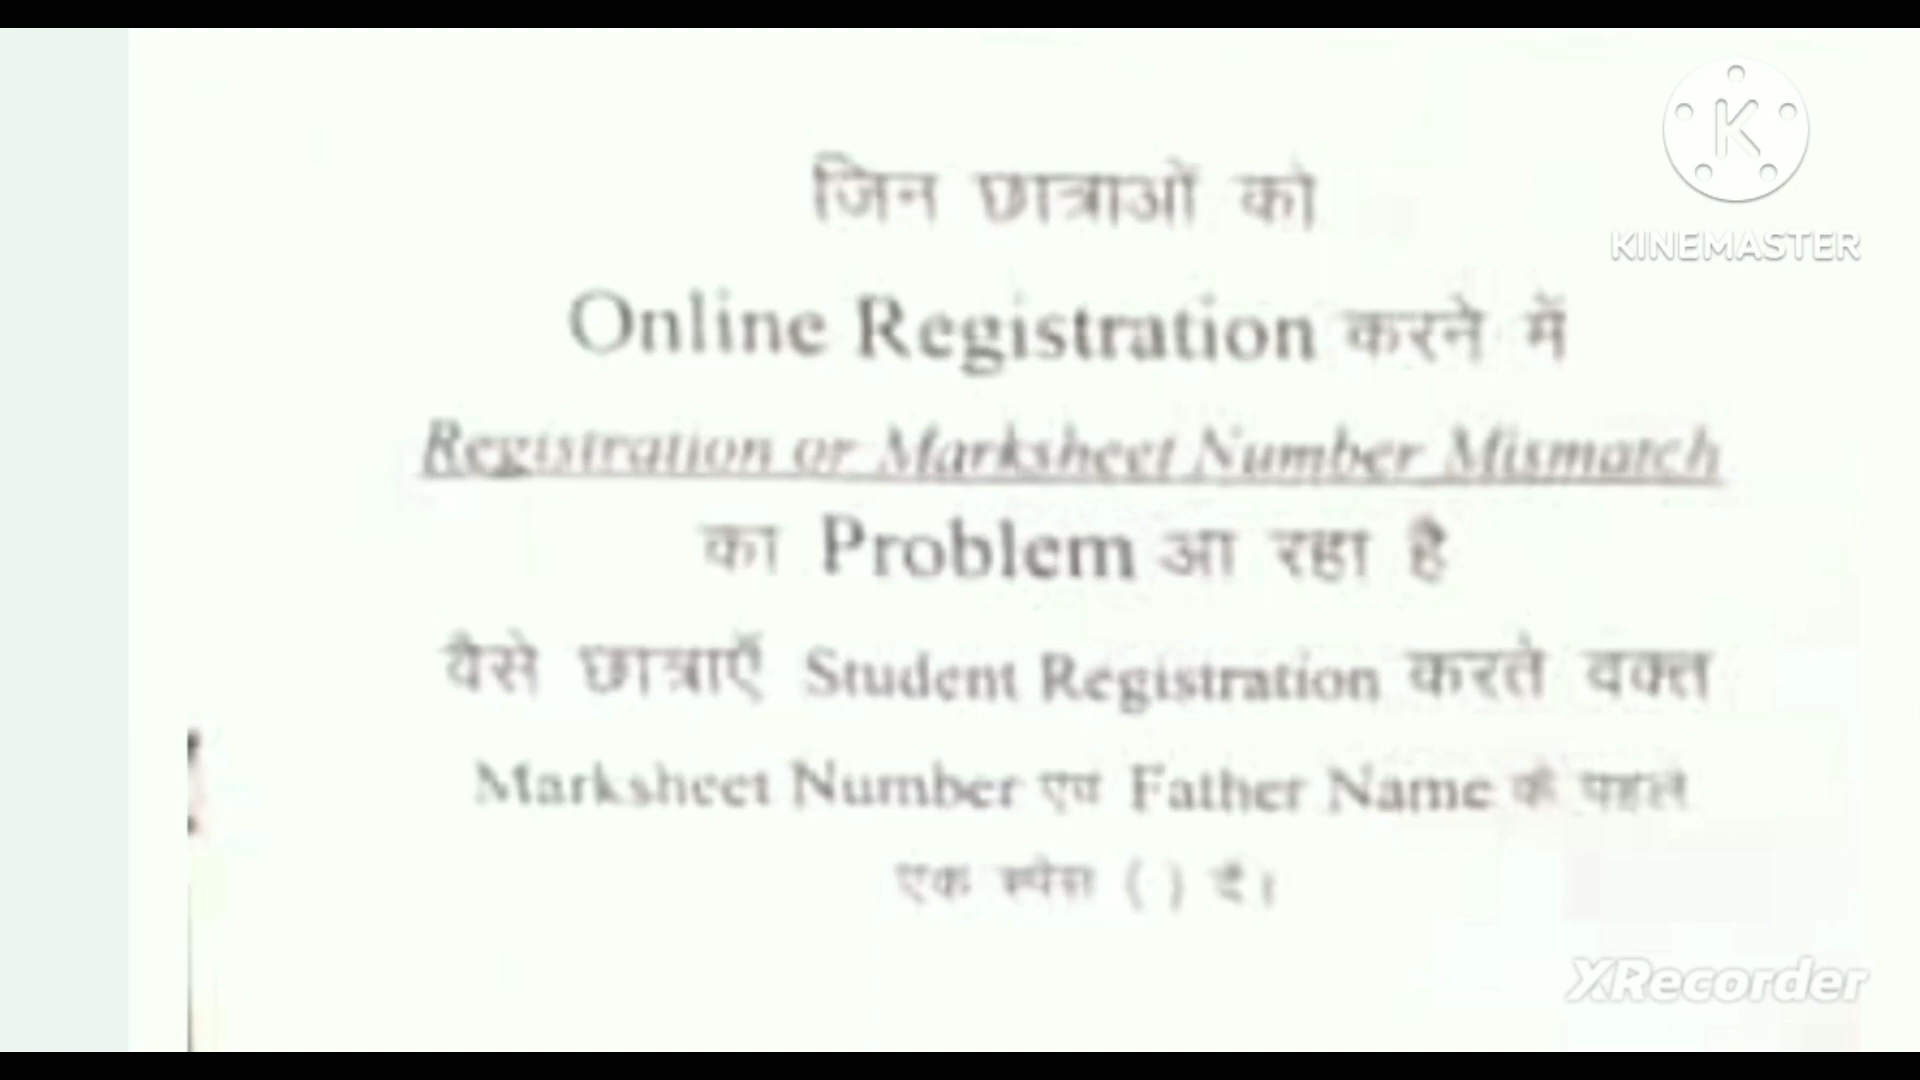 जिन छात्राओं को
Online Registration करने में
Registration or Marksheet Number Mismatch
का Problem आ रहा है
वैसे छात्राएँ Student Registration करते वक्त
Marksheet Number एवं Father Name के पहले
एक स्पेस ( ) दें।
KINEMASTER
XRecorder